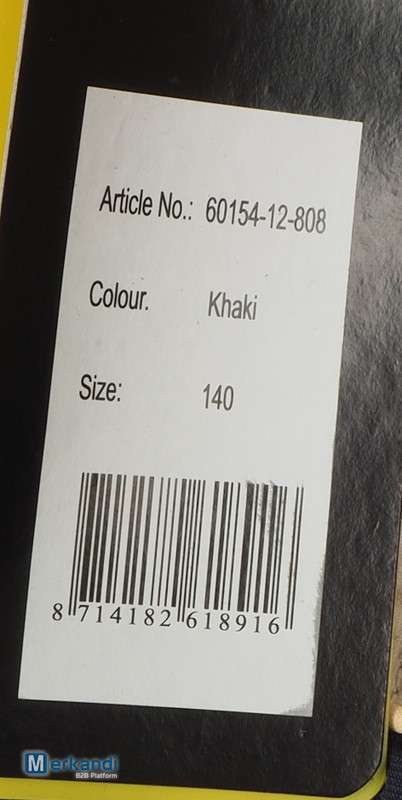 Article No.: 60154-12-808
Colour. Khaki
Size: 140
8 714182 618916
Merkandi
B2B Platform